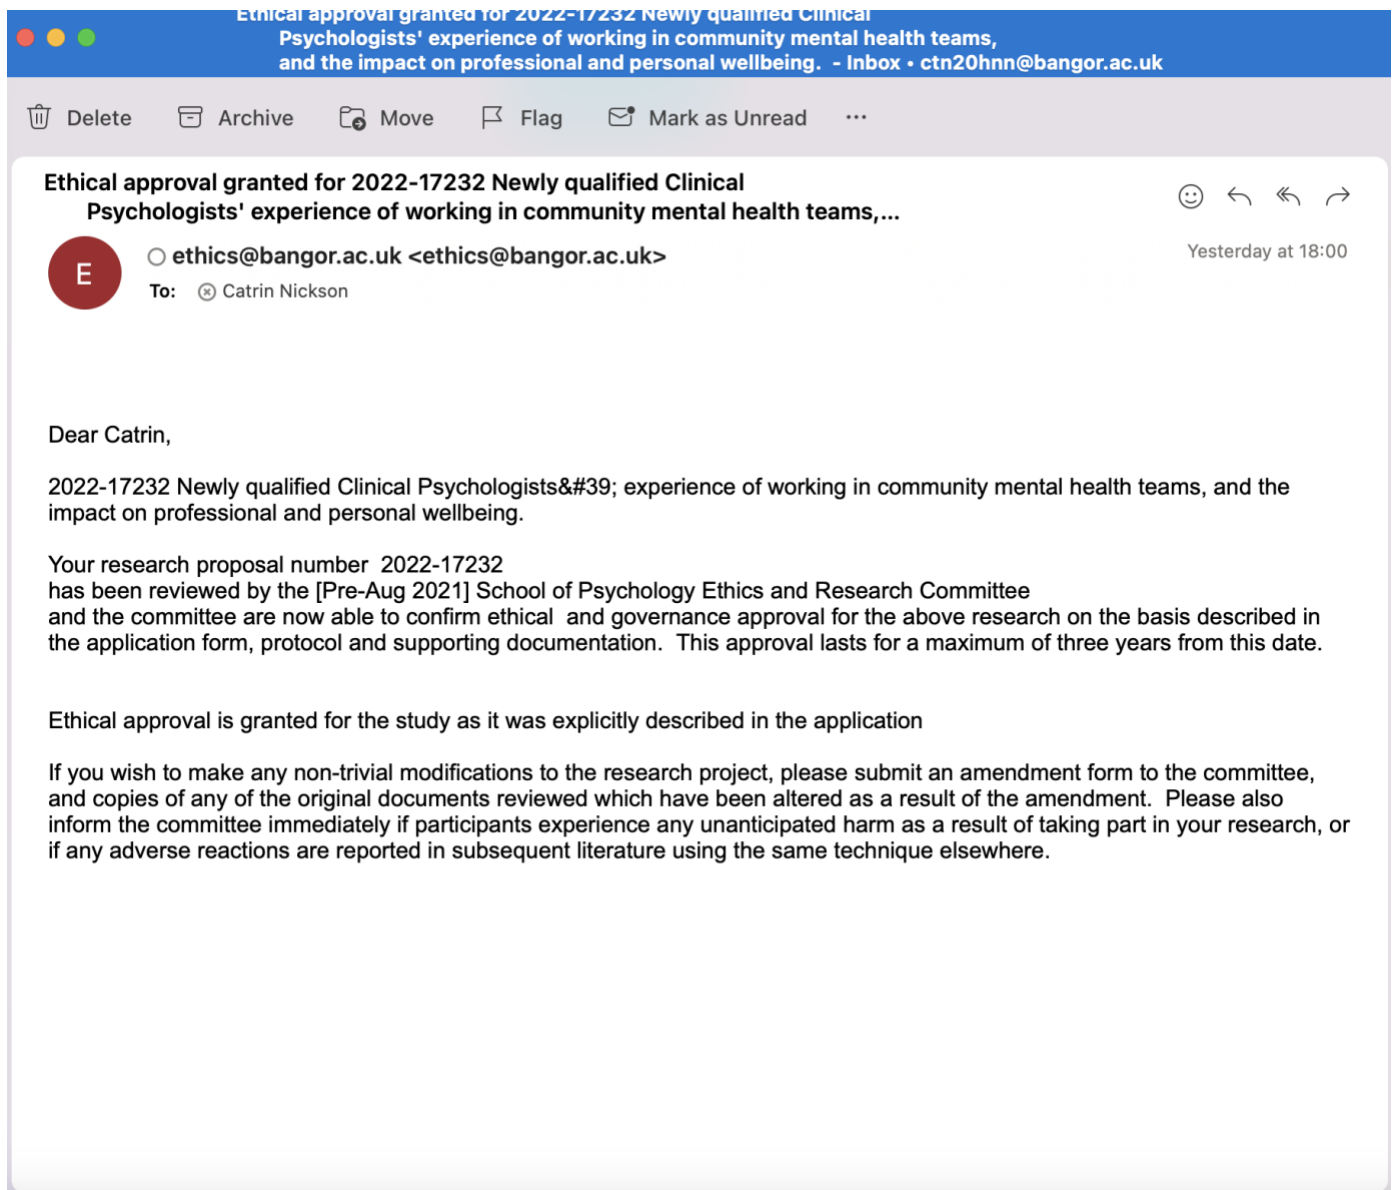 Ethical approval granted for 2022-17232 Newly qualified Clinical
Psychologists' experience of working in community mental health teams,
and the impact on professional and personal wellbeing.  - Inbox • ctn20hnn@bangor.ac.uk
Delete Archive Move Flag Mark as Unread ...
Ethical approval granted for 2022-17232 Newly qualified Clinical
Psychologists' experience of working in community mental health teams,...
E
ethics@bangor.ac.uk <ethics@bangor.ac.uk>
Yesterday at 18:00
To: Catrin Nickson
Dear Catrin,
2022-17232 Newly qualified Clinical Psychologists&#39; experience of working in community mental health teams, and the
impact on professional and personal wellbeing.
Your research proposal number  2022-17232
has been reviewed by the [Pre-Aug 2021] School of Psychology Ethics and Research Committee
and the committee are now able to confirm ethical  and governance approval for the above research on the basis described in
the application form, protocol and supporting documentation.  This approval lasts for a maximum of three years from this date.
Ethical approval is granted for the study as it was explicitly described in the application
If you wish to make any non-trivial modifications to the research project, please submit an amendment form to the committee,
and copies of any of the original documents reviewed which have been altered as a result of the amendment.  Please also
inform the committee immediately if participants experience any unanticipated harm as a result of taking part in your research, or
if any adverse reactions are reported in subsequent literature using the same technique elsewhere.